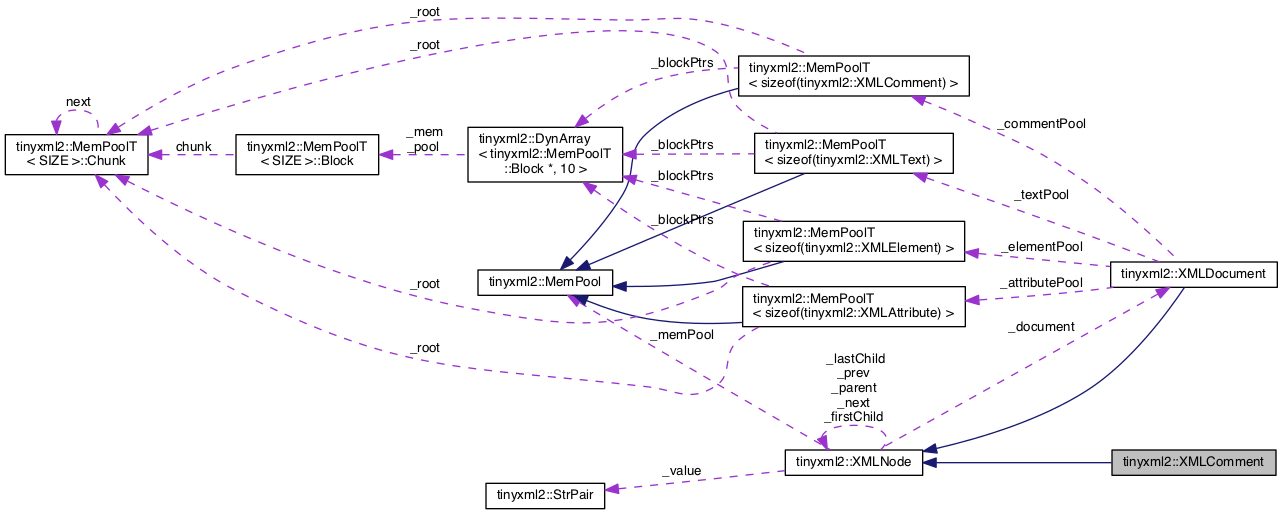 _root
_root
_blockPtrs
tinyxml2::MemPoolT
< sizeof(tinyxml2::XMLComment) >
next
_commentPool
tinyxml2::MemPoolT
< SIZE >::Chunk
chunk
tinyxml2::MemPoolT
< SIZE >::Block
_mem
_pool
tinyxml2::DynArray
< tinyxml2::MemPoolT
::Block *, 10 >
_blockPtrs
tinyxml2::MemPoolT
< sizeof(tinyxml2::XMLText) >
_blockPtrs
_textPool
_blockPtrs
tinyxml2::MemPoolT
< sizeof(tinyxml2::XMLElement) >
_elementPool
tinyxml2::XMLDocument
tinyxml2::MemPool
_root
tinyxml2::MemPoolT
< sizeof(tinyxml2::XMLAttribute) >
_attributePool
_document
_memPool
_root
_lastChild
_prev
_parent
_next
_firstChild
tinyxml2::XMLNode
tinyxml2::XMLComment
_value
tinyxml2::StrPair